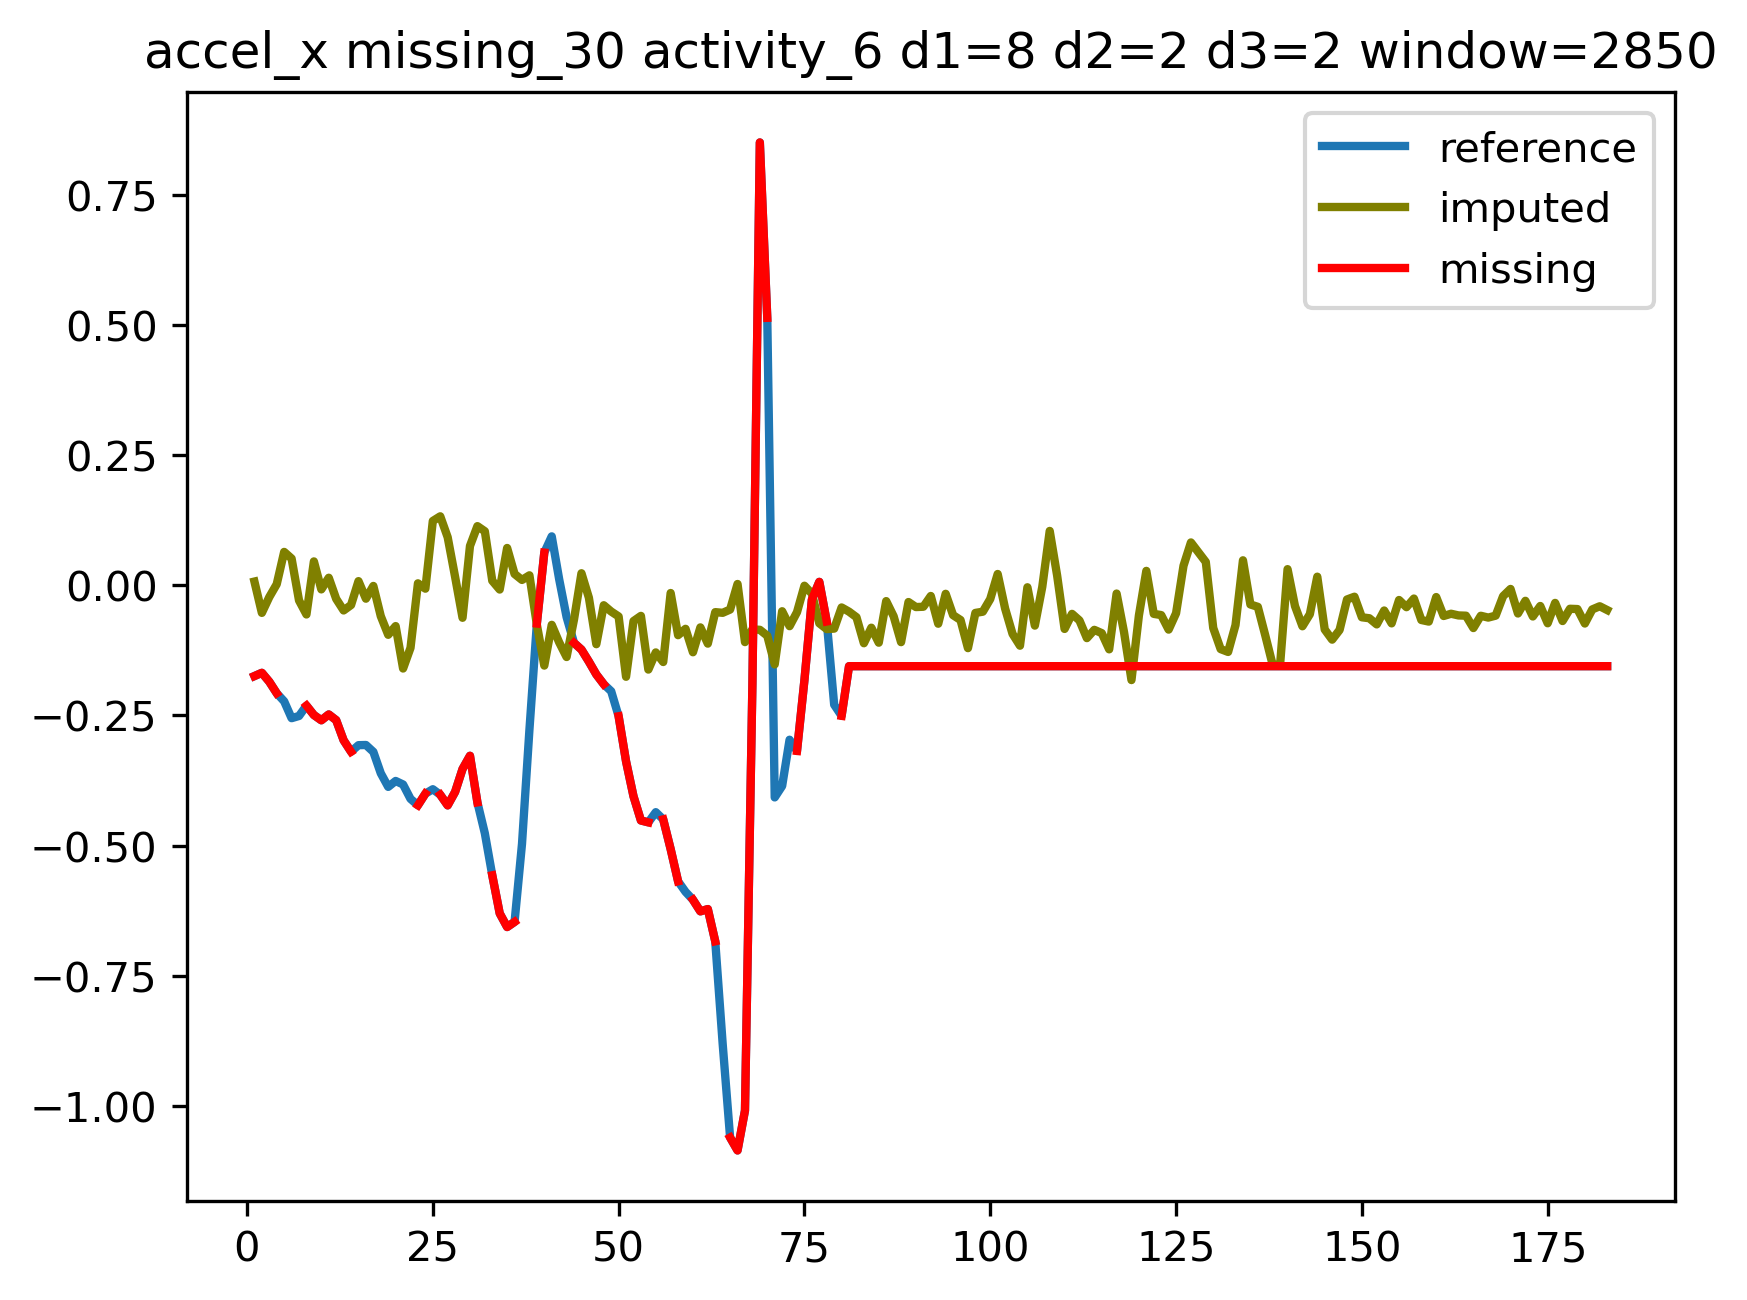 accel_x missing_30 activity_6 d1=8 d2=2 d3=2 window=2850
reference
imputed
missing
0.75
0.50
0.25
0.00
−0.25
−0.50
−0.75
−1.00
0 25 50 75 100 125 150 175